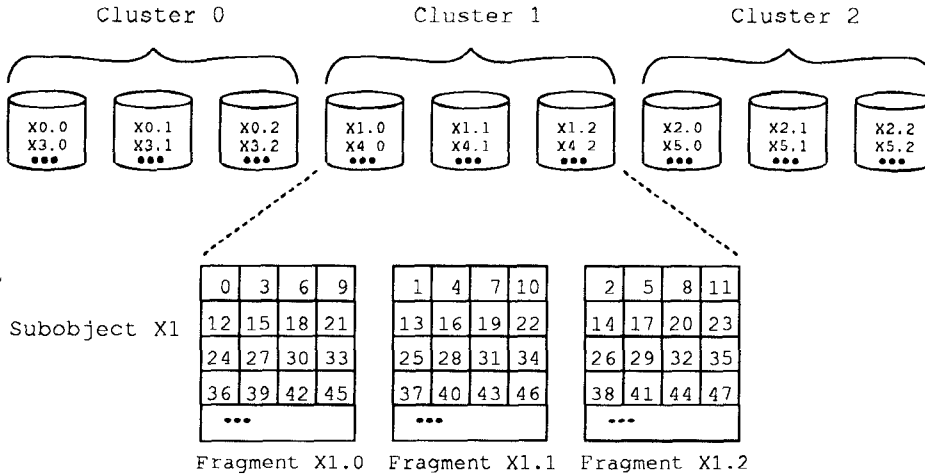 Cluster 0 Cluster 1 Cluster 2
X0.0 X0.1 X0.2 X1.0 X1.1 X1.2 X2.0 X2.1 X2.2
X3.0 X3.1 X3.2 X4 0 X4.1 X4 2 X5.0 X5.1 X5.2
••• ••• ••• ••• ••• ••• ••• ••• •••
0 3 6 9 1 4 7 10 2 5 8 11
Subobject X1
12 15 18 21 13 16 19 22 14 17 20 23
24 27 30 33 25 28 31 34 26 29 32 35
36 39 42 45 37 40 43 46 38 41 44 47
••• ••• •••
Fragment X1.0 Fragment X1.1 Fragment X1.2